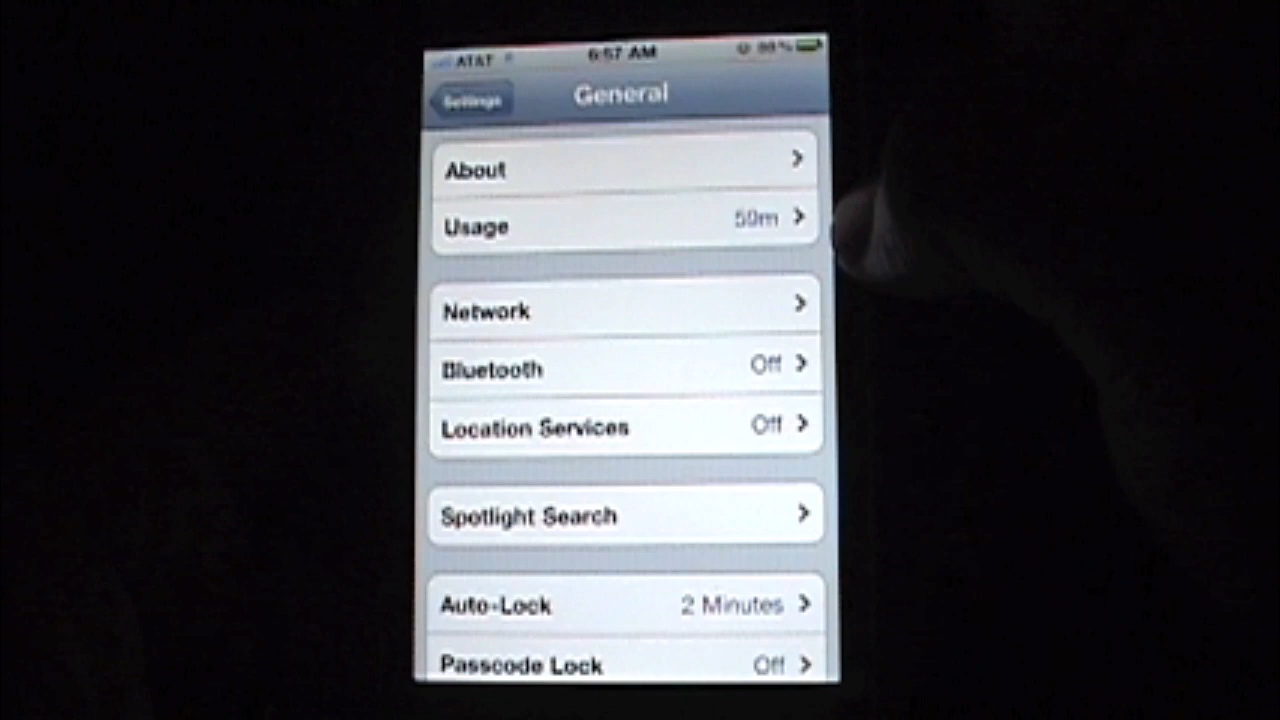 AT&T 6:57 AM
Settings General
About
Usage 59m
Network
Bluetooth Off
Location Services Off
Spotlight Search
Auto-Lock 2 Minutes
Passcode Lock Off